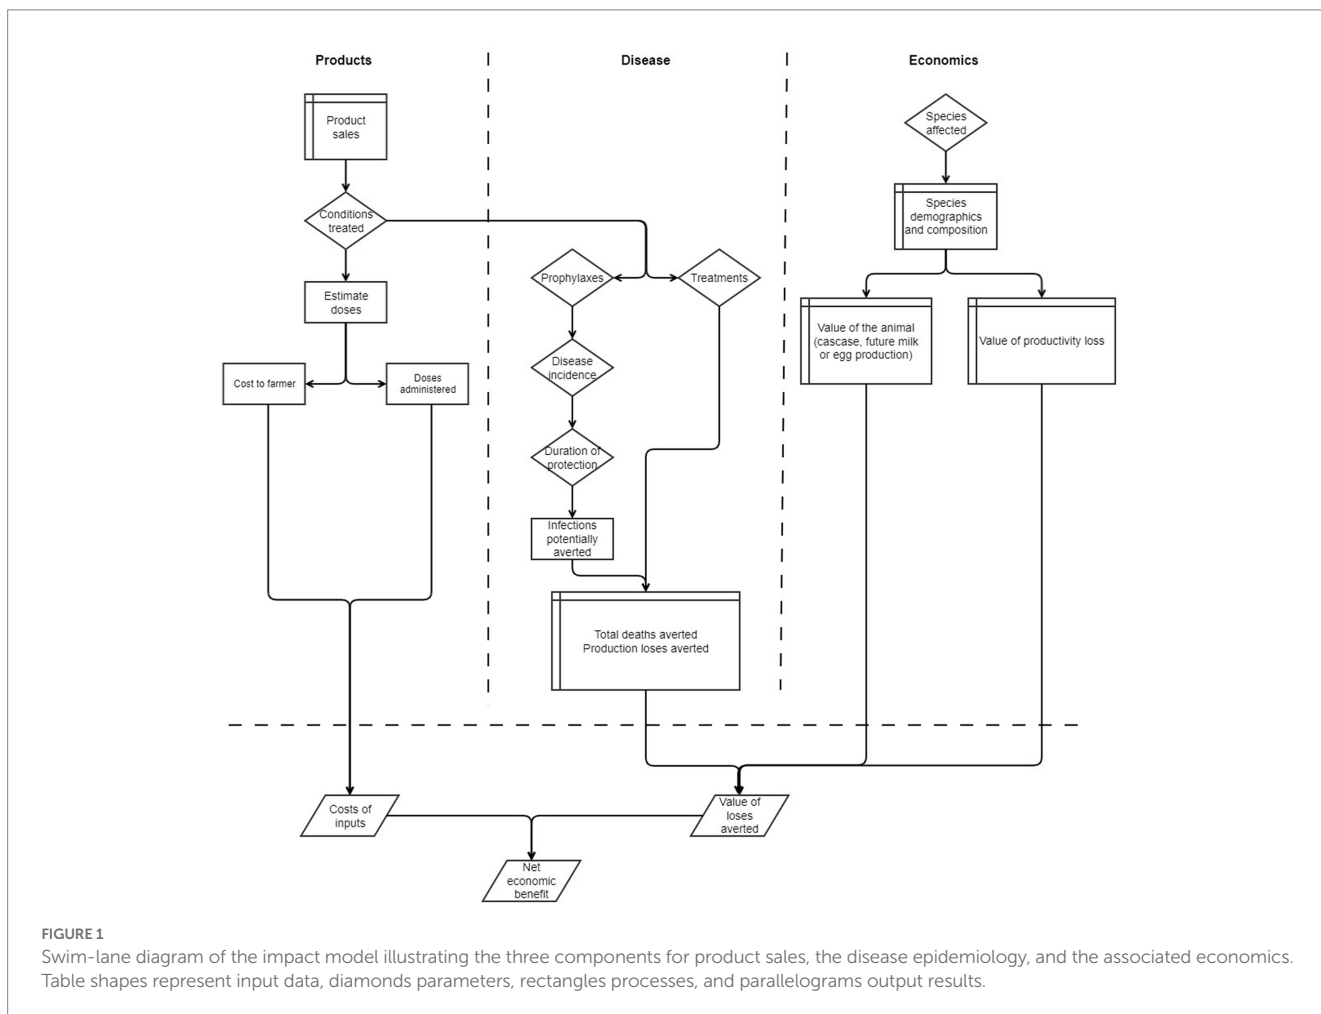 Products
Disease
Economics
Product
sales
Conditions
treated
Estimate
doses
Cost to farmer
Doses
administered
Prophylaxes
Treatments
Disease
incidence
Duration of
protection
Infections
potentially
averted
Total deaths averted
Production loses averted
Species
affected
Species
demographics
and composition
Value of the animal
(cascase, future milk
or egg production)
Value of productivity loss
Costs of
inputs
Value of
loses
averted
Net
economic
benefit
FIGURE 1
Swim-lane diagram of the impact model illustrating the three components for product sales, the disease epidemiology, and the associated economics.
Table shapes represent input data, diamonds parameters, rectangles processes, and parallelograms output results.